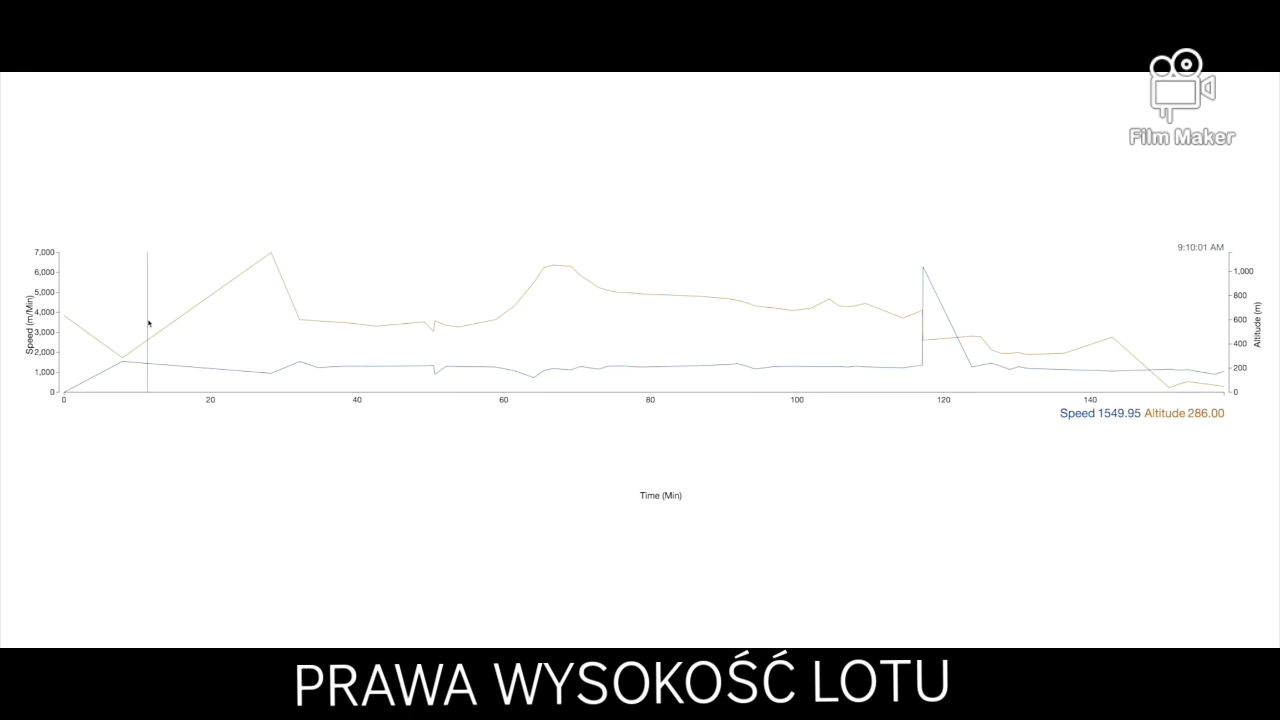 Film Maker
9:10:01 AM
7,000
6,000
5,000
4,000
3,000
2,000
1,000
0
Speed (m/Min)
1,000
800
600
400
200
0
Altitude (m)
0 20 40 60 80 100 120 140
Speed 1549.95 Altitude 286.00
Time (Min)
PRAWA WYSOKOŚĆ LOTU